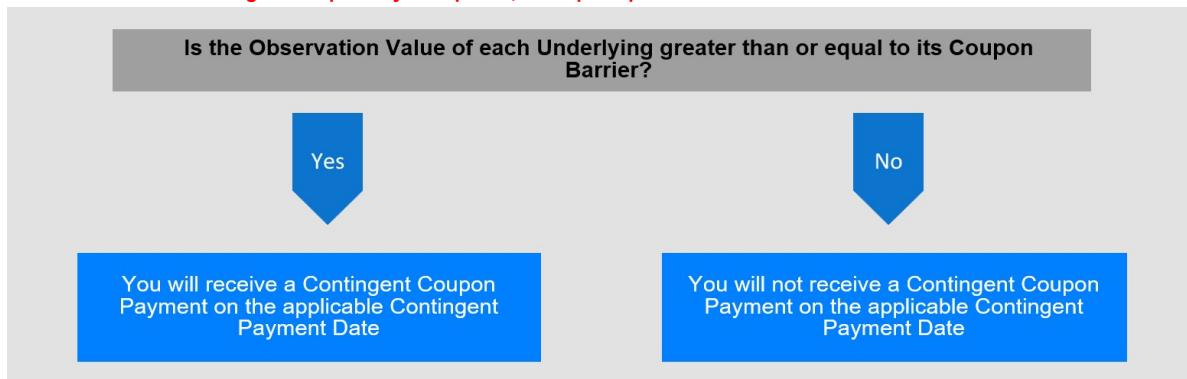 Is the Observation Value of each Underlying greater than or equal to its Coupon
Barrier?
Yes
No
You will receive a Contingent Coupon
Payment on the applicable Contingent
Payment Date
You will not receive a Contingent Coupon
Payment on the applicable Contingent
Payment Date